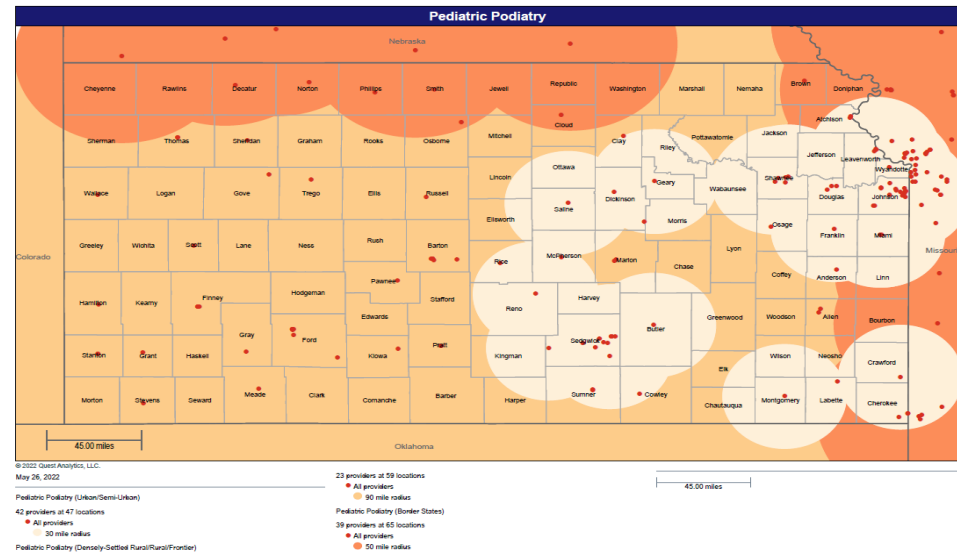 Pediatric Podiatry
Nebraska
Cheyenne Rawlins Decatur Norton Phillips Smith Jewell Republic Washington Marshall Nemaha Brown Doniphan
Atchison
Sherman Thomas Sheridan Graham Rooks Osborne Mitchell Cloud Clay Riley Pottawatomie Jackson
Jefferson Leavenworth
Ottawa
Wyandotte
Lincoln
Wallace Logan Gove Trego Ellis Russell Saline Dickinson Geary Wabaunsee Shawnee Douglas Johnson
Ellsworth Morris Osage
Greeley Wichita Scott Lane Ness Rush Barton McPherson Marion Chase Lyon Franklin Miami
Colorado
Missouri
Rice
Coffey Anderson Linn
Hamilton Kearny Finney Hodgeman Pawnee Stafford Reno Harvey
Edwards Butler Greenwood Woodson Allen Bourbon
Gray Ford
Sedgwick
Stanton Grant Haskell Kiowa Pratt Kingman Elk Wilson Neosho Crawford
Morton Stevens Seward Meade Clark Comanche Barber Harper Sumner Cowley Chautauqua Montgomery Labette Cherokee
45.00 miles
Oklahoma
© 2022 Quest Analytics, LLC.
May 26, 2022
Pediatric Podiatry (Urban/Semi-Urban)
42 providers at 47 locations
All providers
30 mile radius
Pediatric Podiatry (Densely-Settled Rural/Rural/Frontier)
23 providers at 59 locations
All providers
90 mile radius
Pediatric Podiatry (Border States)
39 providers at 65 locations
All providers
50 mile radius
45.00 miles